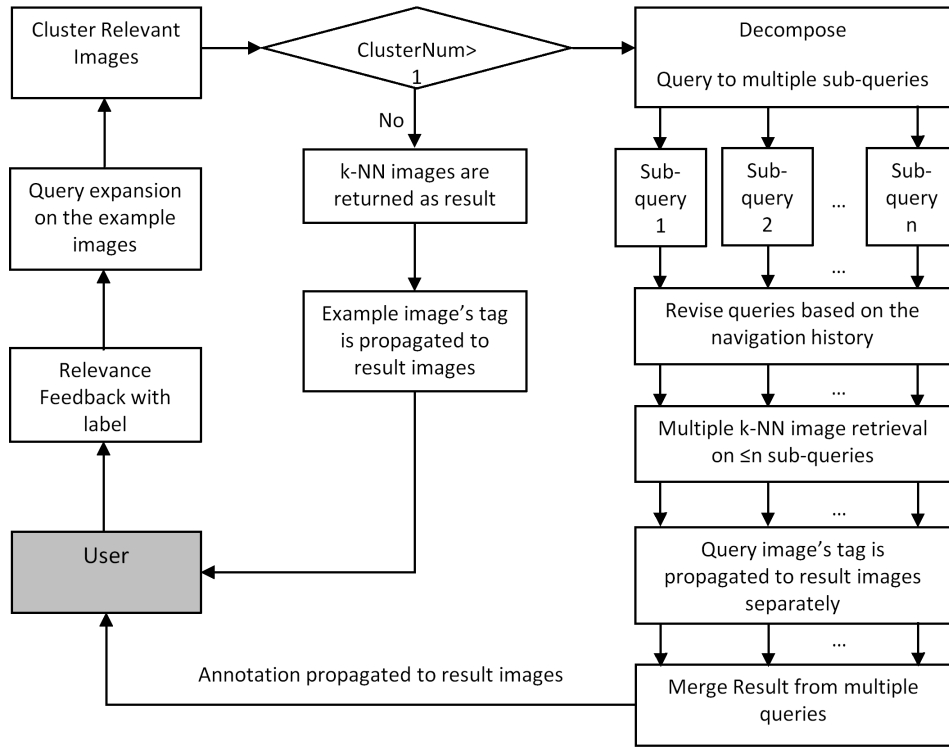 Cluster Relevant
Images
ClusterNum>
1
Decompose
Query to multiple sub-queries
No
k-NN images are
returned as result
Sub-
query
1
Sub-
query
2
...
Sub-
query
n
Query expansion
on the example
images
...
Example image's tag
is propagated to
result images
Revise queries based on the
navigation history
Relevance
Feedback with
label
...
Multiple k-NN image retrieval
on ≤n sub-queries
...
User
Query image's tag is
propagated to result images
separately
...
Annotation propagated to result images
Merge Result from multiple
queries